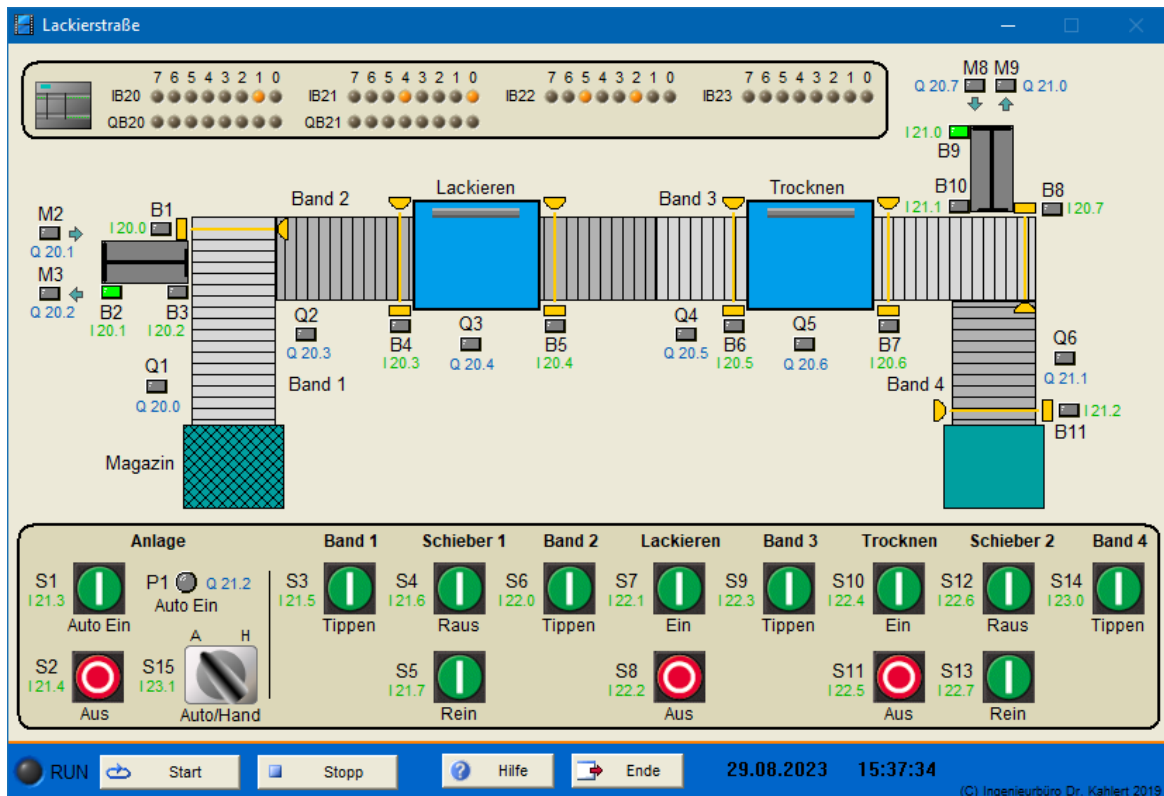 Lackierstraße
7 6 5 4 3 2 1 0 7 6 5 4 3 2 1 0 7 6 5 4 3 2 1 0 7 6 5 4 3 2 1 0
IB20 IB21 IB22 IB23
QB20 QB21
M8 M9
Q 20.7 Q 21.0
I 21.0
B9
B10
I 21.1
B8
I 20.7
Band 2 Lackieren Band 3 Trocknen
M2
Q 20.1
M3
Q 20.2
B1
I 20.0
B2
I 20.1
B3
I 20.2
Q1
Q 20.0
Band 1
Q2
Q 20.3
B4
I 20.3
Q3
Q 20.4
B5
I 20.4
Q4
Q 20.5
B6
I 20.5
Q5
Q 20.6
B7
I 20.6
Band 4
Q6
Q 21.1
I 21.2
B11
Magazin
Anlage Band 1 Schieber 1 Band 2 Lackieren Band 3 Trocknen Schieber 2 Band 4
S1
I 21.3
Auto Ein
P1 Q 21.2
Auto Ein
S3
I 21.5
Tippen
S4
I 21.6
Raus
S6
I 22.0
Tippen
S7
I 22.1
Ein
S9
I 22.3
Tippen
S10
I 22.4
Ein
S12
I 22.6
Raus
S14
I 23.0
Tippen
S2
I 21.4
Aus
A H
S15
I 23.1
Auto/Hand
S5
I 21.7
Rein
S8
I 22.2
Aus
S11
I 22.5
Aus
S13
I 22.7
Rein
RUN Start Stopp Hilfe Ende 29.08.2023 15:37:34
(C) Ingenieurbüro Dr. Kahlert 2019